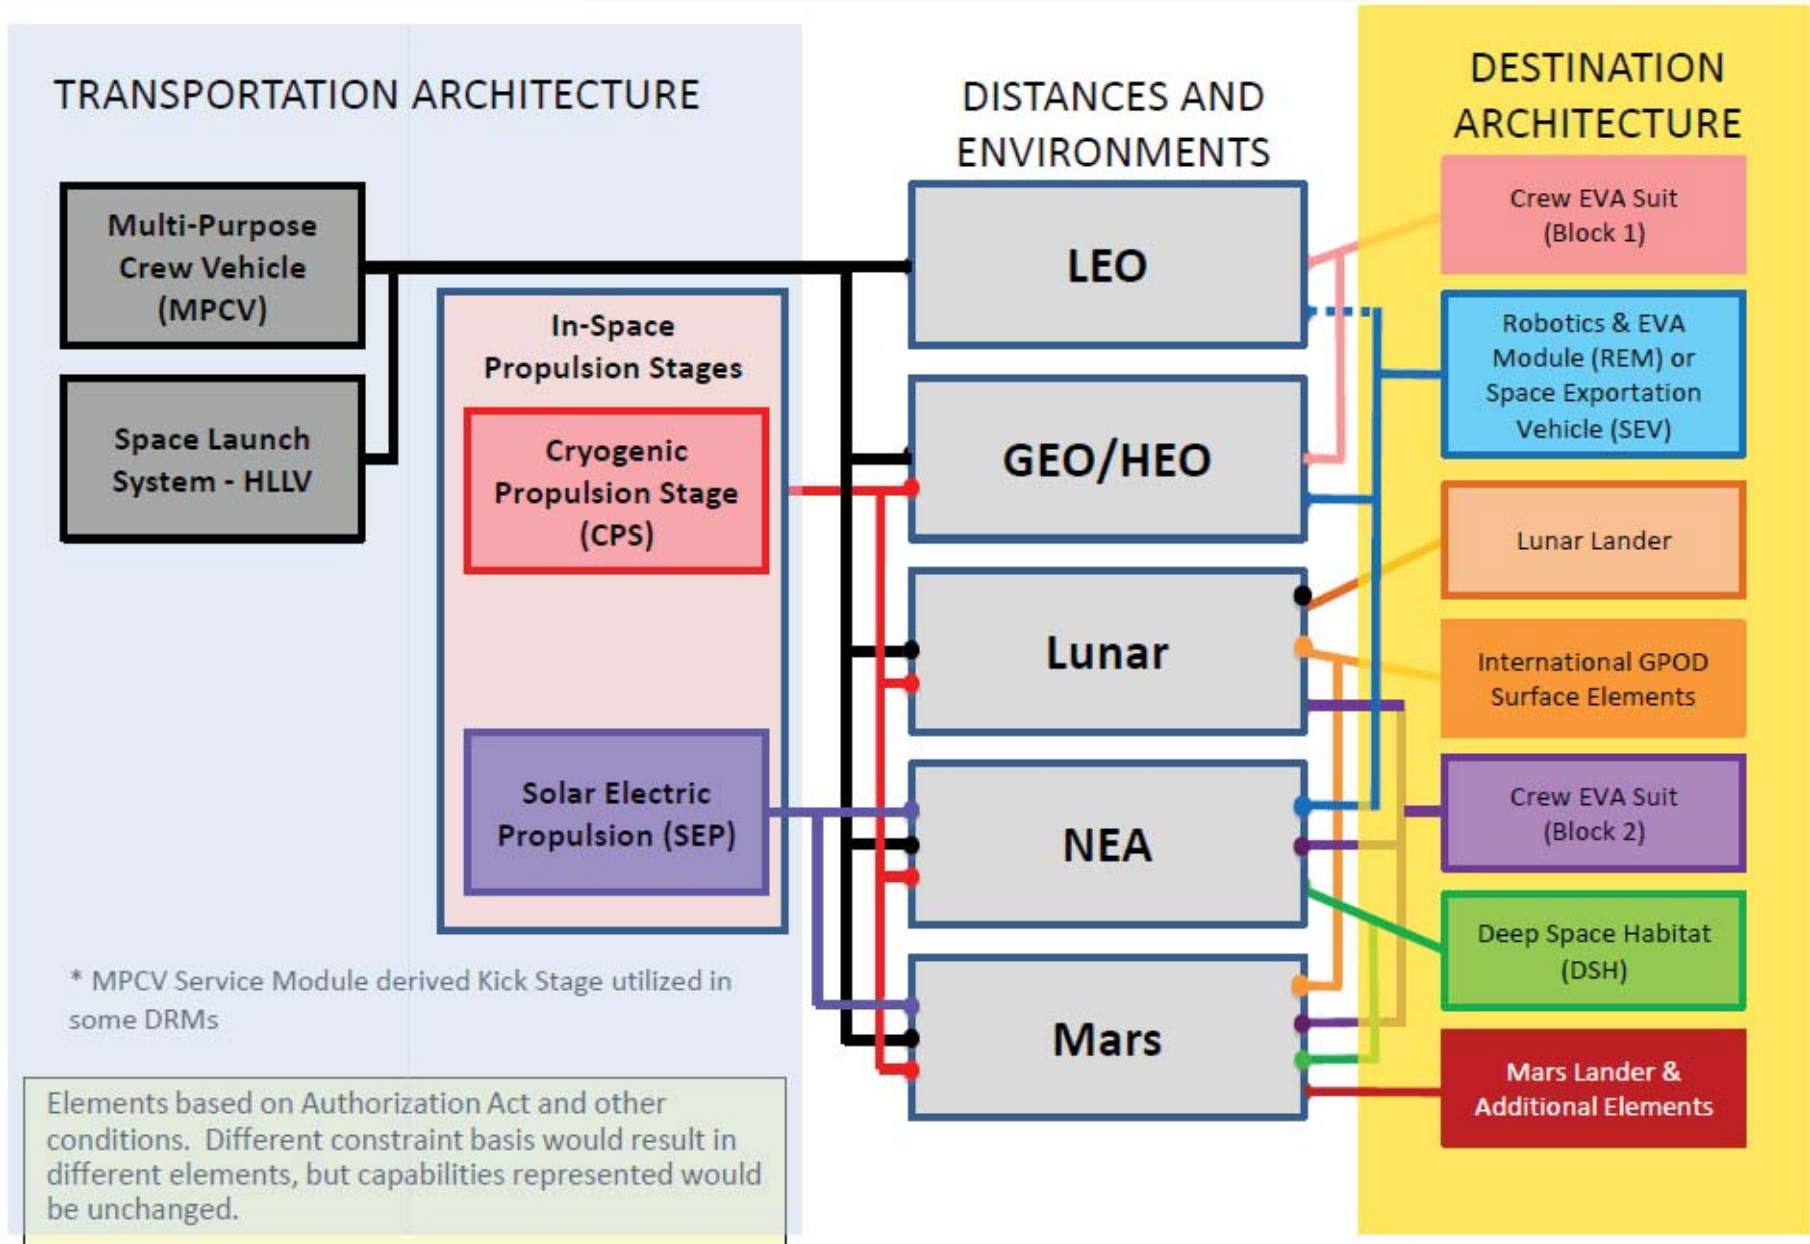 TRANSPORTATION ARCHITECTURE
Multi-Purpose
Crew Vehicle
(MPCV)
Space Launch
System - HLLV
In-Space
Propulsion Stages
Cryogenic
Propulsion Stage
(CPS)
Solar Electric
Propulsion (SEP)
* MPCV Service Module derived Kick Stage utilized in
some DRMs
Elements based on Authorization Act and other
conditions.  Different constraint basis would result in
different elements, but capabilities represented would
be unchanged.
DISTANCES AND
ENVIRONMENTS
LEO
GEO/HEO
Lunar
NEA
Mars
DESTINATION
ARCHITECTURE
Crew EVA Suit
(Block 1)
Robotics & EVA
Module (REM) or
Space Exportation
Vehicle (SEV)
Lunar Lander
International GPOD
Surface Elements
Crew EVA Suit
(Block 2)
Deep Space Habitat
(DSH)
Mars Lander &
Additional Elements